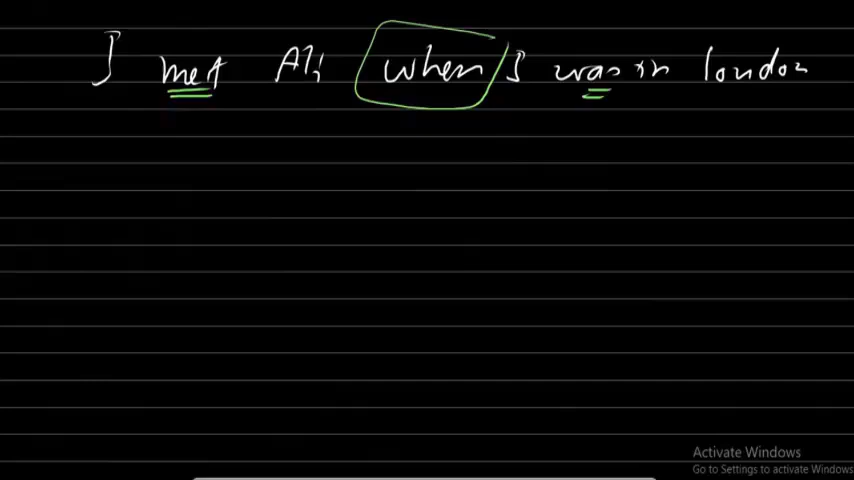 I met Ali when I was in london
Activate Windows
Go to Settings to activate Windows